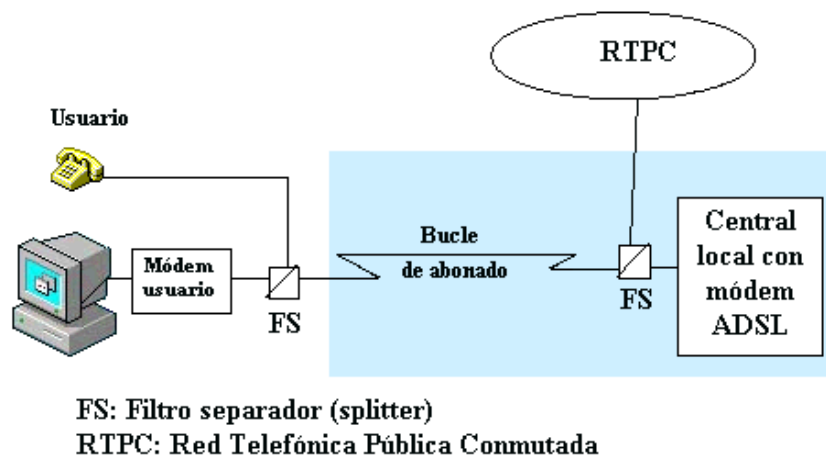 RTPC
Usuario
Bucle
de abonado
Módem
usuario
FS
FS
Central
local con
módem
ADSL
FS: Filtro separador (splitter)
RTPC: Red Telefónica Pública Conmutada